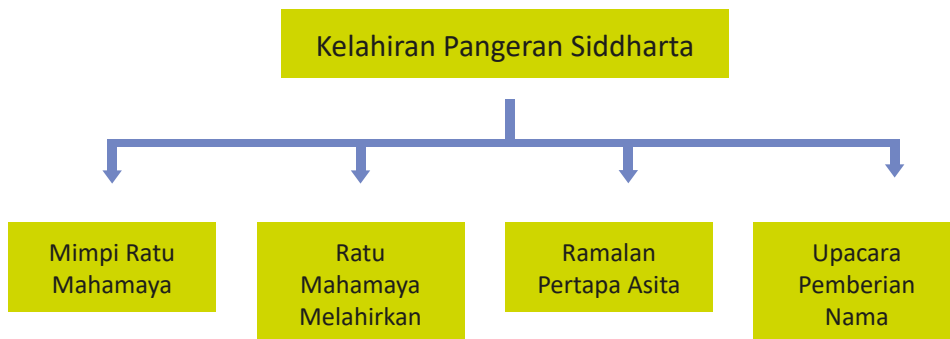 Kelahiran Pangeran Siddharta
Mimpi Ratu
Mahamaya
Ratu
Mahamaya
Melahirkan
Ramalan
Pertapa Asita
Upacara
Pemberian
Nama